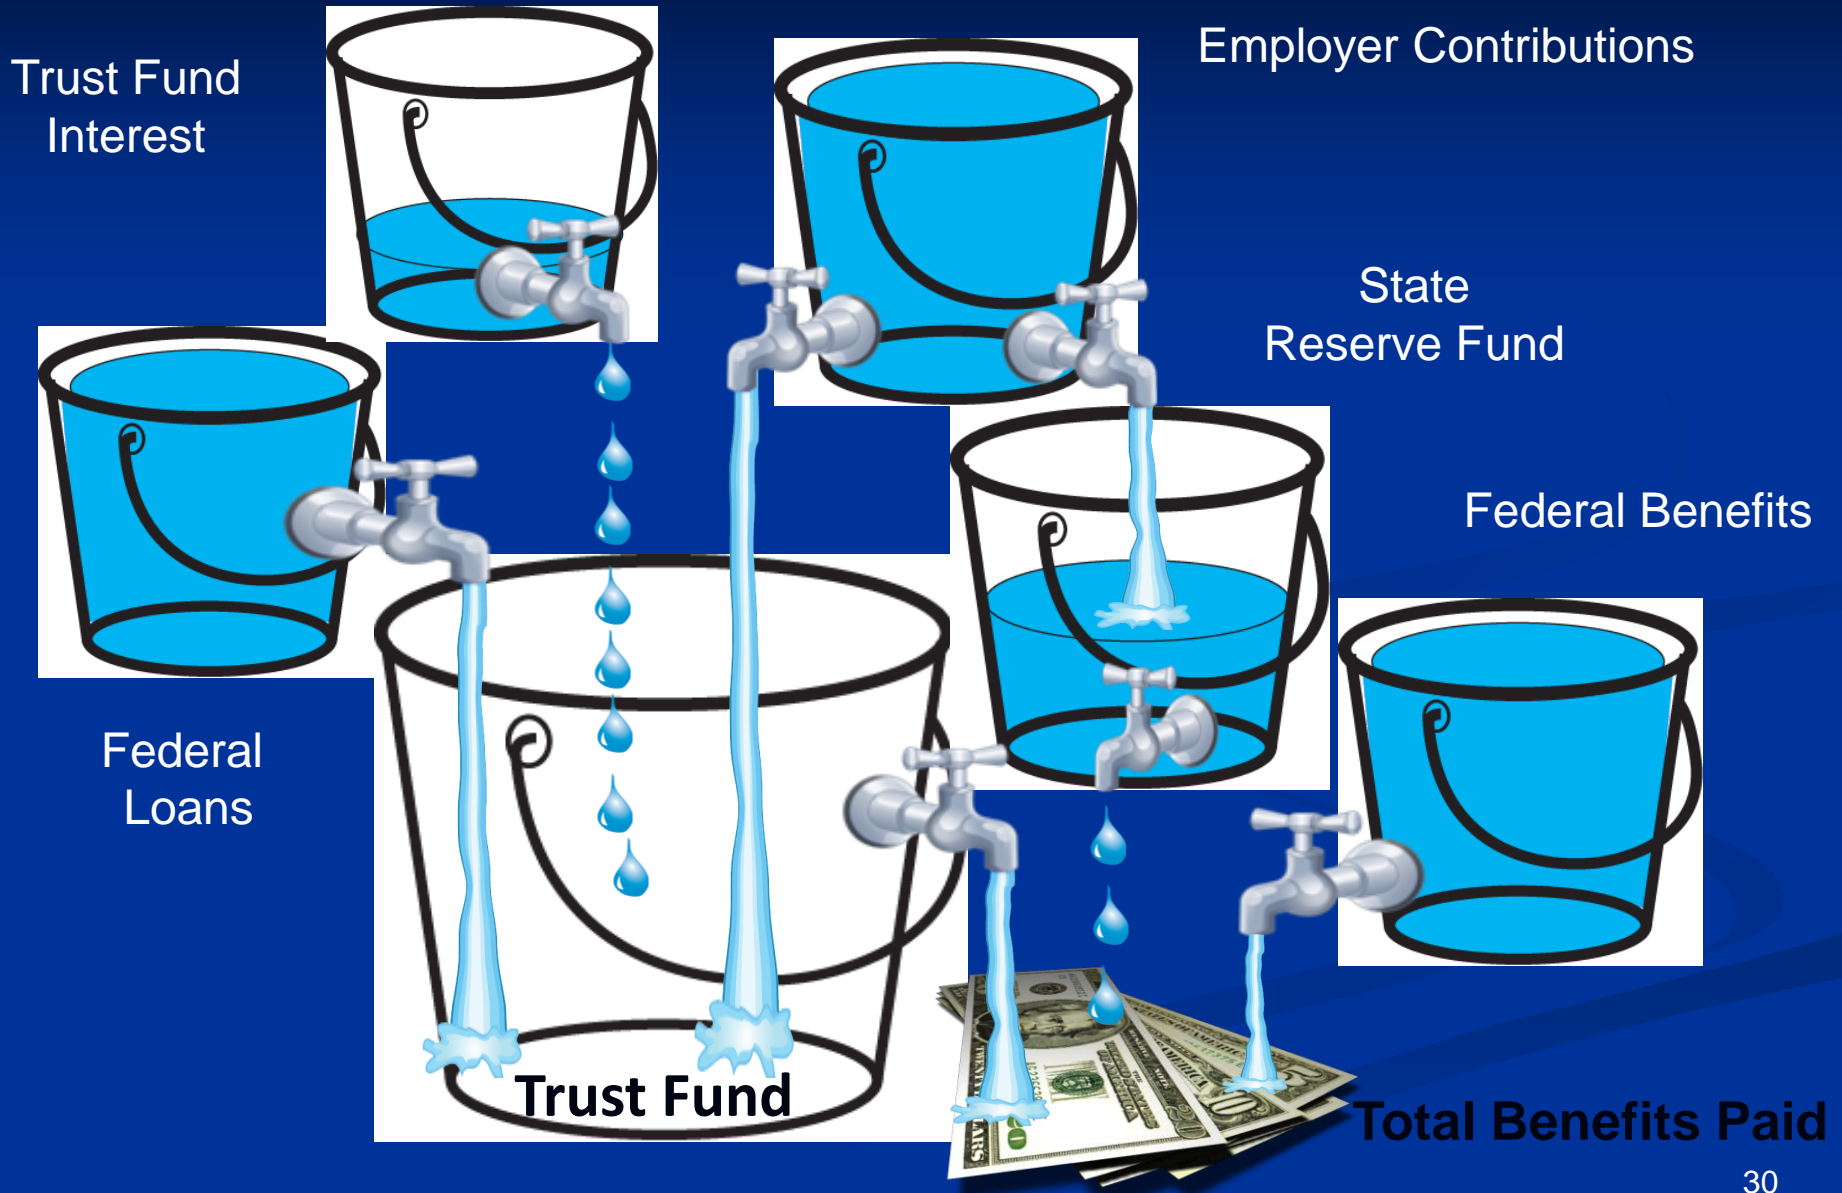 Trust Fund
Interest
Employer Contributions
State
Reserve Fund
Federal Benefits
Federal
Loans
Trust Fund
Total Benefits Paid
30